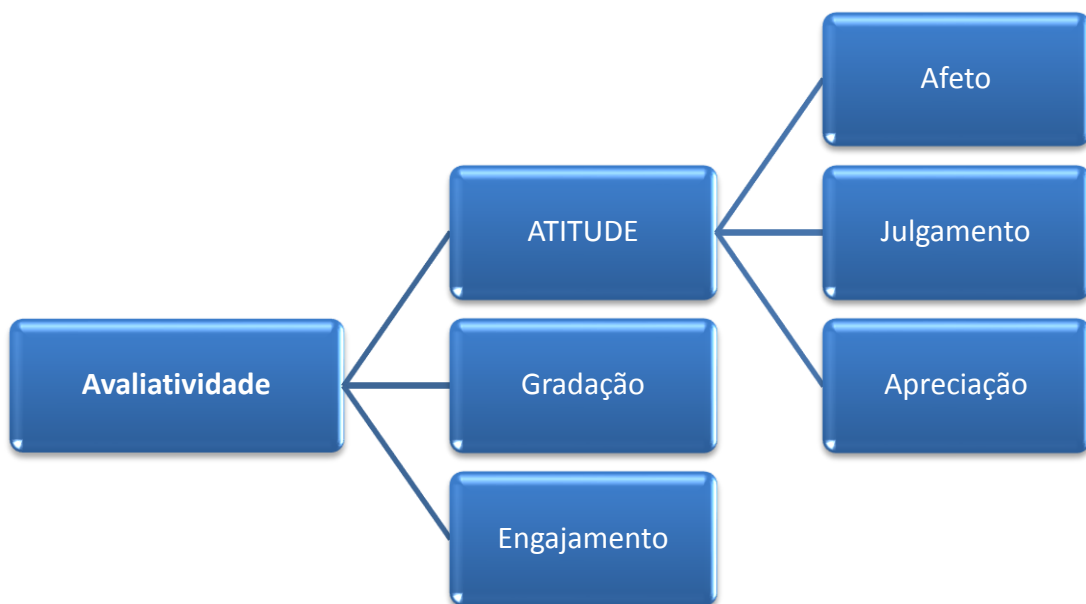 Avaliatividade
ATITUDE
Gradação
Engajamento
Afeto
Julgamento
Apreciação